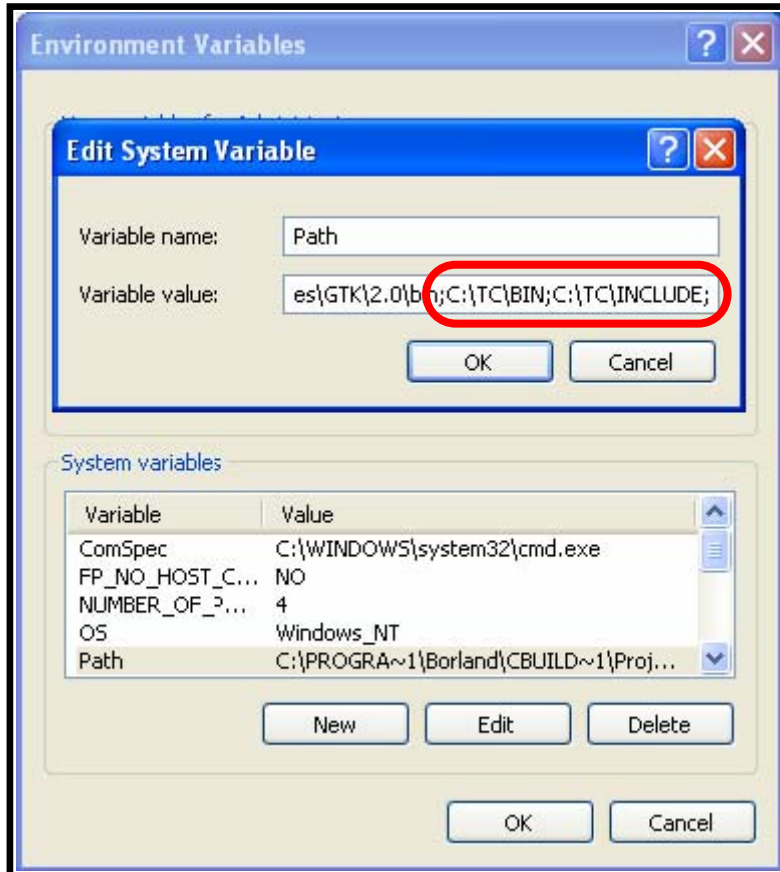 Environment Variables
Edit System Variable
Variable name: Path
Variable value: es\GTK\2.0\bin;C:\TC\BIN;C:\TC\INCLUDE;
OK Cancel
System variables
Variable Value
ComSpec C:\WINDOWS\system32\cmd.exe
FP_NO_HOST_C... NO
NUMBER_OF_P... 4
OS Windows_NT
Path C:\PROGRA~1\Borland\CBUILD~1\Proj...
New Edit Delete
OK Cancel